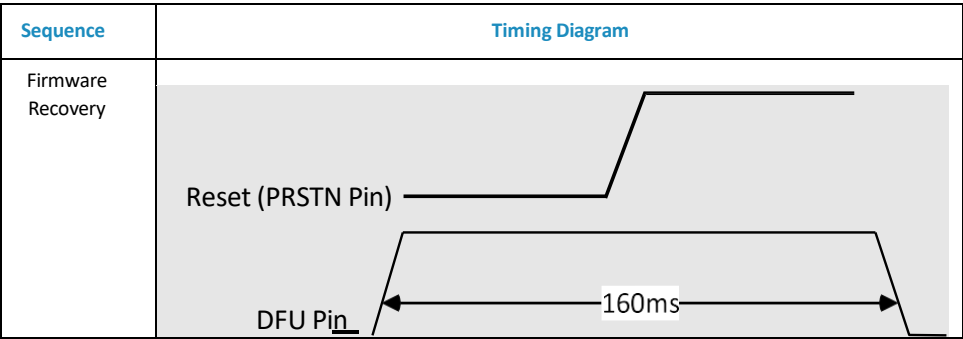 Sequence
Timing Diagram
Firmware
Recovery
Reset (PRSTN Pin)
160ms
DFU Pin